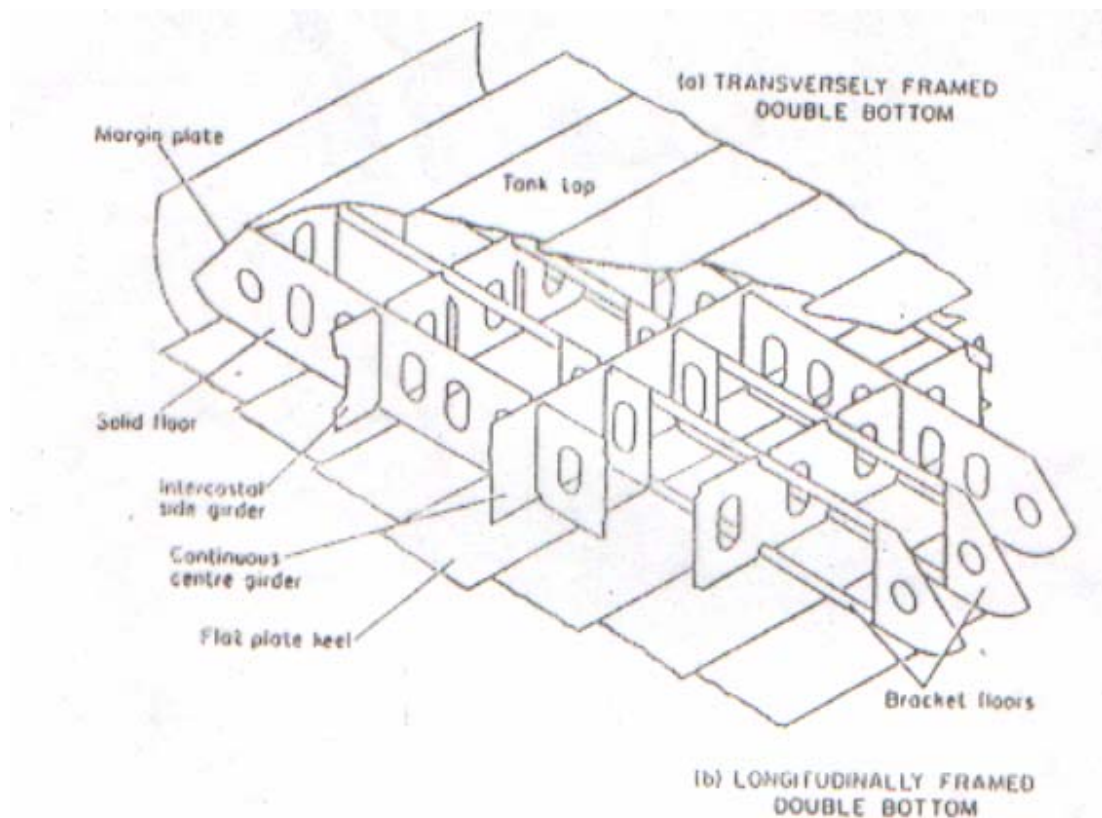 (a) TRANSVERSELY FRAMED
DOUBLE BOTTOM
Margin plate
Tank top
Solid floor
Intercostal
side girder
Continuous
centre girder
Flat plate keel
Bracket floors
(b) LONGITUDINALLY FRAMED
DOUBLE BOTTOM